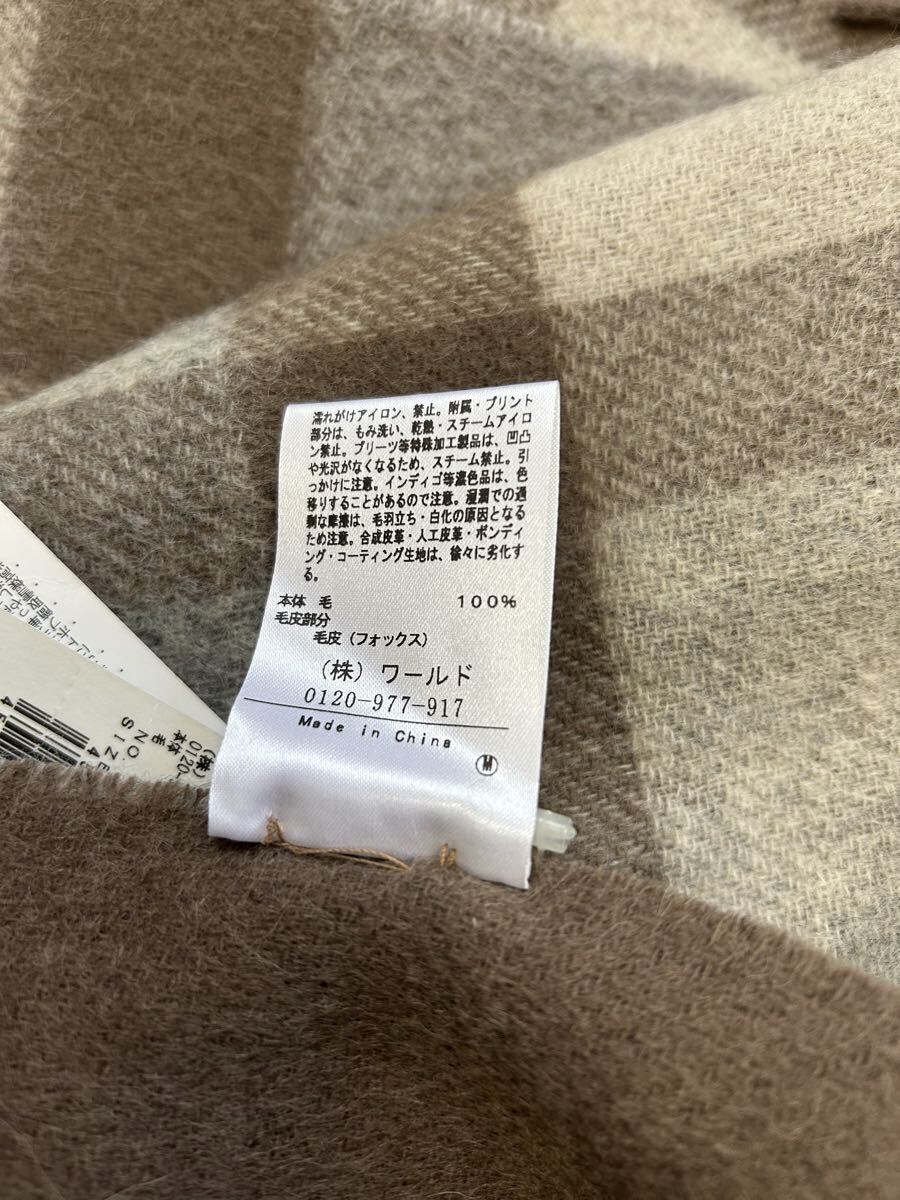 濡れがけアイロン、禁止。附属・プリント
部分は、もみ洗い、乾熱・スチームアイロ
ン禁止。プリーツ等特殊加工製品は、凹凸
や光沢がなくなるため、スチーム禁止。引
っかけに注意。インディゴ等濃色品は、色
移りすることがあるので注意。湿潤での過
剰な摩擦は、毛羽立ち・白化の原因となる
ため注意。合成皮革・人工皮革・ボンディ
ング・コーティング生地は、徐々に劣化す
る。
本体 毛 100%
毛皮部分
毛皮(フォックス)
(株)ワールド
0120-977-917
Made in China
M
(株)
0120-
本体 毛
NO.
SIZE